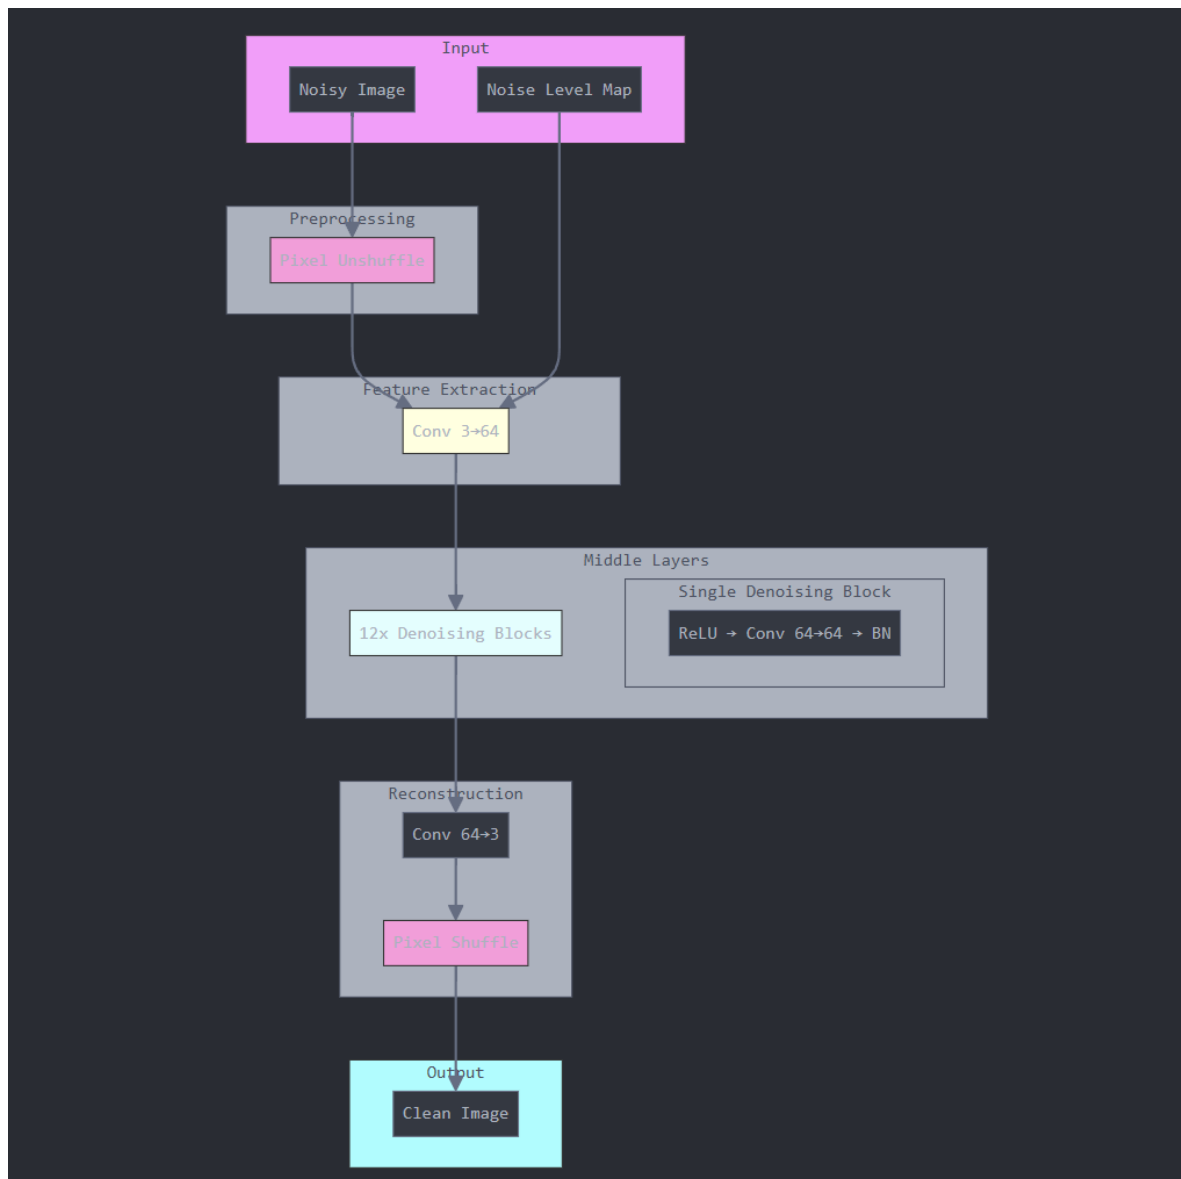 Input
Noisy Image
Noise Level Map
Preprocessing
Pixel Unshuffle
Feature Extraction
Conv 3→64
Middle Layers
Single Denoising Block
12x Denoising Blocks
ReLU → Conv 64→64 → BN
Reconstruction
Conv 64→3
Pixel Shuffle
Output
Clean Image